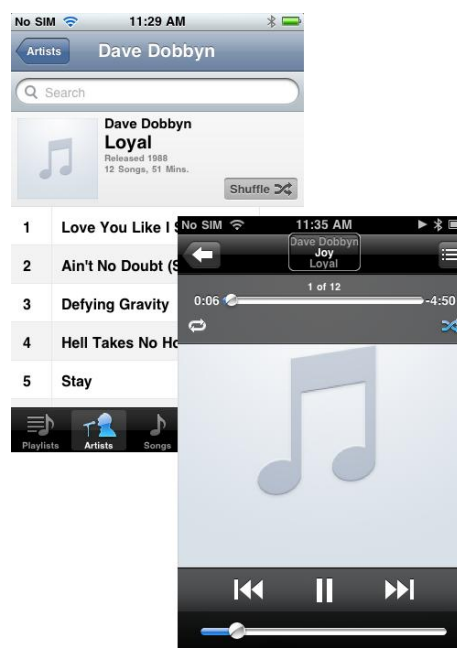 No SIM 11:29 AM
Artists Dave Dobbyn
Search
Dave Dobbyn
Loyal
Released 1988
12 Songs, 51 Mins.
Shuffle
1 Love You Like I
2 Ain't No Doubt
3 Defying Gravity
4 Hell Takes No
5 Stay
Playlists Artists Songs
No SIM 11:35 AM
Dave Dobbyn
Joy
Loyal
1 of 12
0:06 -4:50